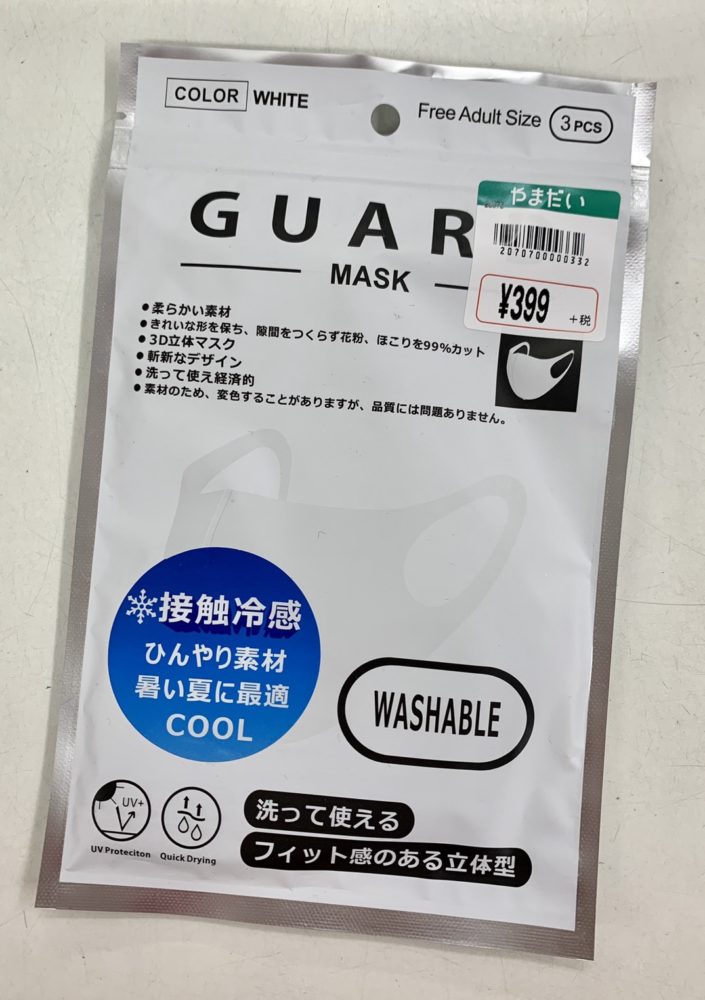 COLOR WHITE
Free Adult Size 3 PCS
GUAR
MASK
やまだい
2070700000332
¥399 +税
●柔らかい素材
●きれいな形を保ち、隙間をつくらず花粉、ほこりを99%カット
●3D立体マスク
●斬新なデザイン
●洗って使え経済的
●素材のため、変色することがありますが、品質には問題ありません。
接触冷感
ひんやり素材
暑い夏に最適
COOL
WASHABLE
UV+
UV Proteciton
Quick Drying
洗って使える
フィット感のある立体型